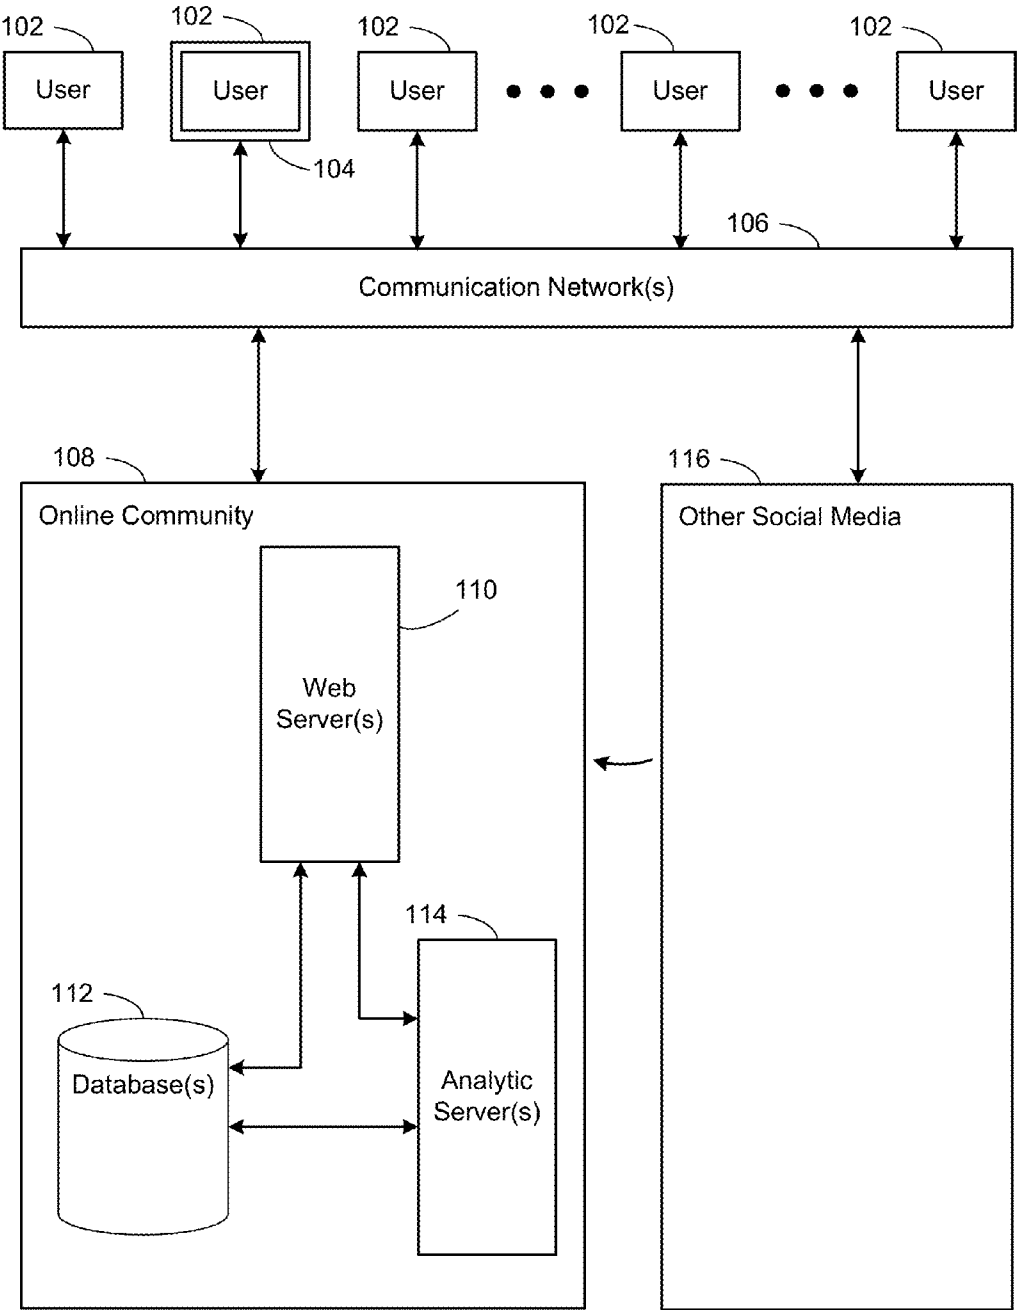 102
102
102
102
102
User
User
User
User
User
104
106
Communication Network(s)
108
116
Online Community
Other Social Media
110
Web
Server(s)
114
112
Database(s)
Analytic
Server(s)